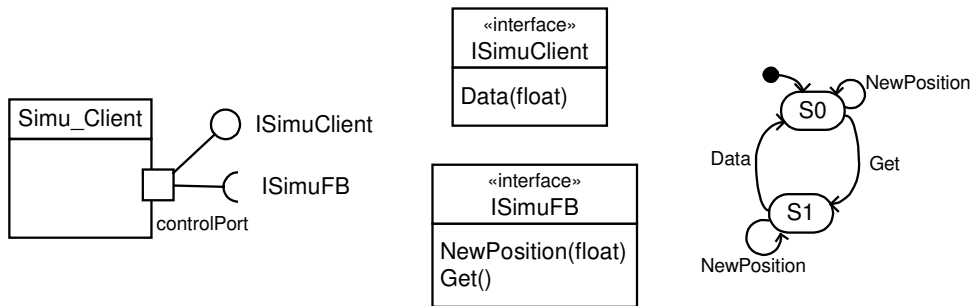 Simu_Client
ISimuClient
ISimuFB
controlPort
«interface»
ISimuClient
Data(float)
«interface»
ISimuFB
NewPosition(float)
Get()
NewPosition
S0
Data
Get
S1
NewPosition